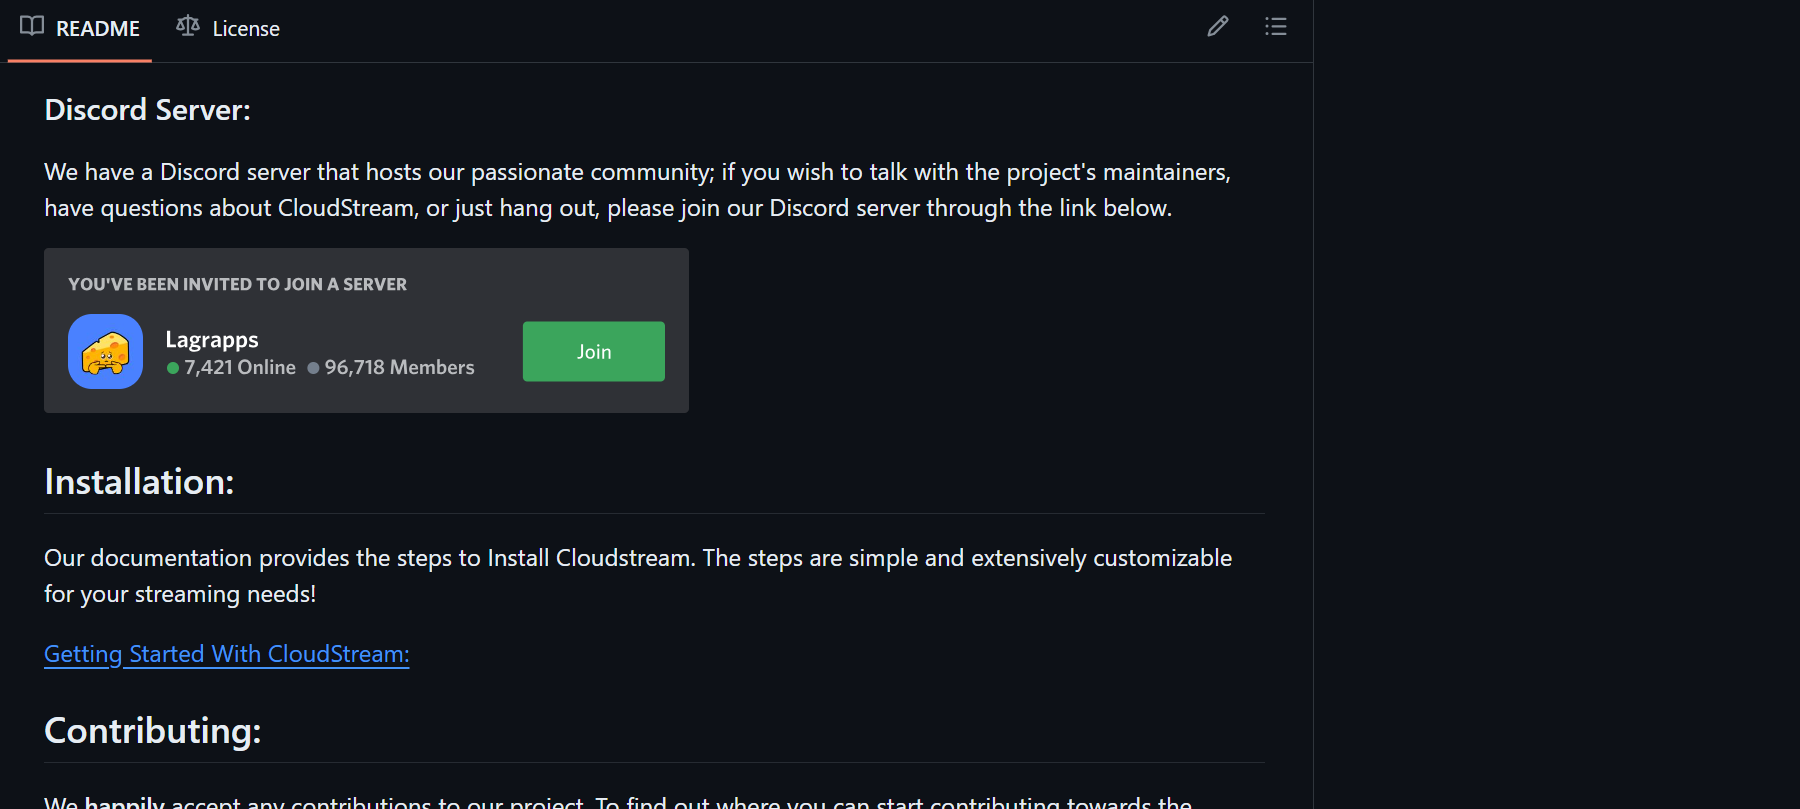 README
License
Discord Server:
We have a Discord server that hosts our passionate community; if you wish to talk with the project's maintainers,
have questions about CloudStream, or just hang out, please join our Discord server through the link below.
YOU'VE BEEN INVITED TO JOIN A SERVER
Lagrapps
7,421 Online 96,718 Members
Join
Installation:
Our documentation provides the steps to Install Cloudstream. The steps are simple and extensively customizable
for your streaming needs!
Getting Started With CloudStream:
Contributing:
We happily accept any contributions to our project. To find out where you can start contributing towards the